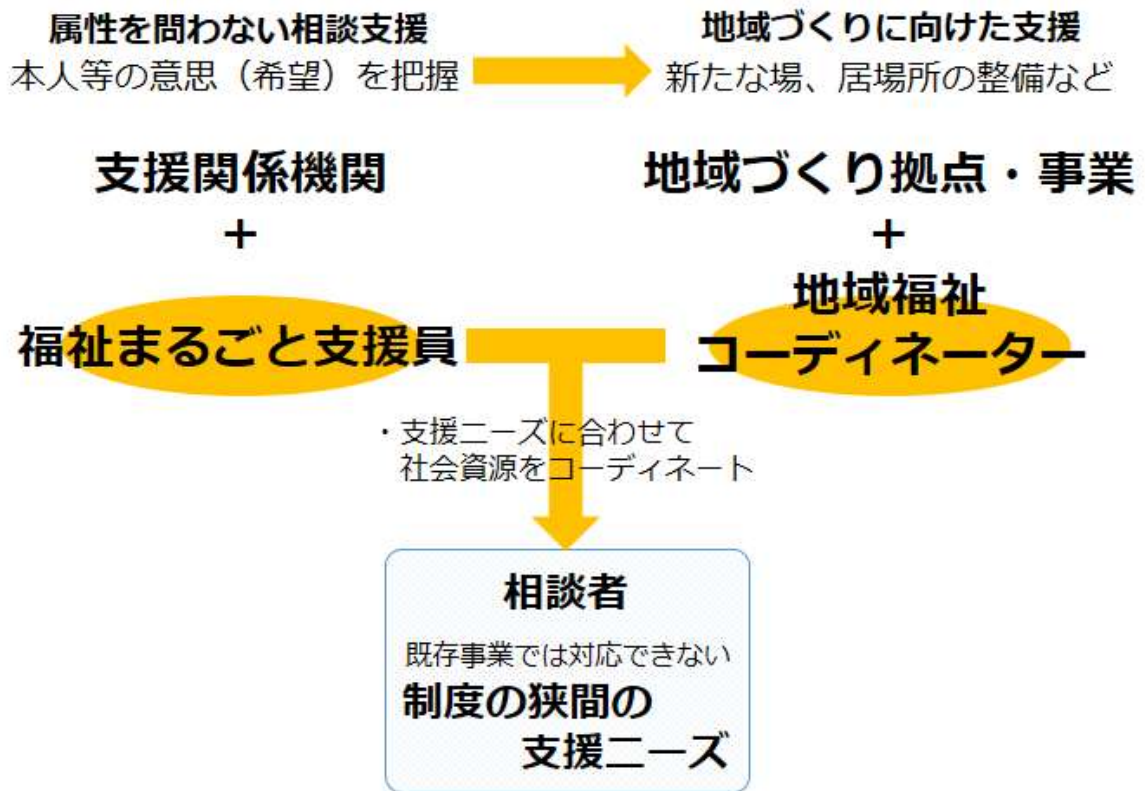 属性を問わない相談支援
本人等の意思（希望）を把握
地域づくりに向けた支援
新たな場、居場所の整備など
支援関係機関
+
福祉まるごと支援員
地域づくり拠点・事業
+
地域福祉
コーディネーター
・支援ニーズに合わせて
社会資源をコーディネート
相談者
既存事業では対応できない
制度の狭間の
支援ニーズ